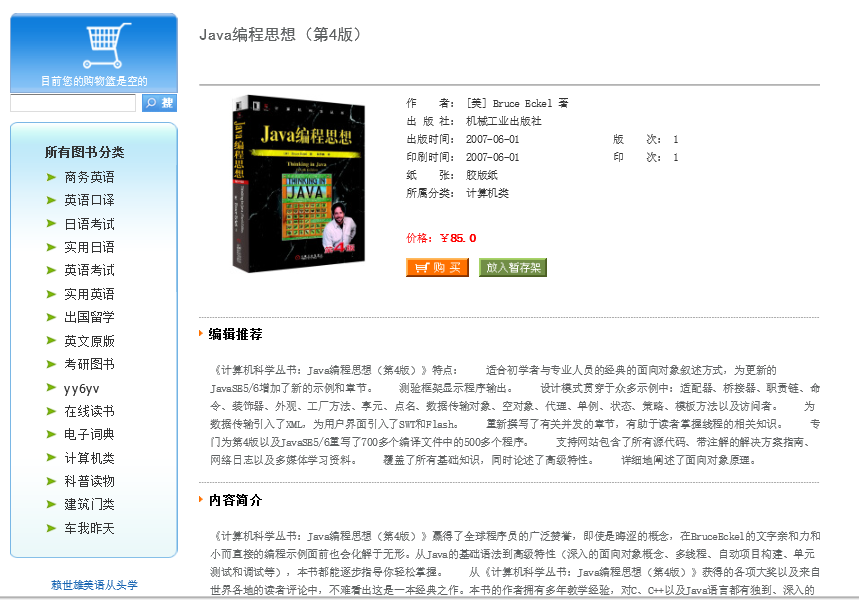 目前您的购物篮是空的
搜
所有图书分类
商务英语
英语口译
日语考试
实用日语
英语考试
实用英语
出国留学
英文原版
考研图书
yy6yv
在线读书
电子词典
计算机类
科普读物
建筑门类
车我昨天
赖世雄美语从头学
Java编程思想（第4版）
Java编程思想
Java编程思想
Thinking in Java
THINKING IN
JAVA
第4版
作 者： [美] Bruce Eckel 著
出 版 社： 机械工业出版社
出版时间： 2007-06-01 版 次： 1
印刷时间： 2007-06-01 印 次： 1
纸 张： 胶版纸
所属分类： 计算机类
价格：￥85.0
购 买 放入暂存架
编辑推荐
《计算机科学丛书：Java编程思想（第4版）》特点： 适合初学者与专业人员的经典的面向对象叙述方式，为更新的
JavaSE5/6增加了新的示例和章节。 测验框架显示程序输出。 设计模式贯穿于众多示例中：适配器、桥接器、职责链、命
令、装饰器、外观、工厂方法、享元、点名、数据传输对象、空对象、代理、单例、状态、策略、模板方法以及访问者。 为
数据传输引入了XML，为用户界面引入了SWT和Flash。 重新撰写了有关并发的章节，有助于读者掌握线程的相关知识。 专
门为第4版以及JavaSE5/6重写了700多个编译文件中的500多个程序。 支持网站包含了所有源代码、带注解的解决方案指南、
网络日志以及多媒体学习资料。 覆盖了所有基础知识，同时论述了高级特性。 详细地阐述了面向对象原理。
内容简介
《计算机科学丛书：Java编程思想（第4版）》赢得了全球程序员的广泛赞誉，即使是晦涩的概念，在BruceEckel的文字亲和力和
小而直接的编程示例面前也会化解于无形。从Java的基础语法到高级特性（深入的面向对象概念、多线程、自动项目构建、单元
测试和调试等），本书都能逐步指导你轻松掌握。 从《计算机科学丛书：Java编程思想（第4版）》获得的各项大奖以及来自
世界各地的读者评论中，不难看出这是一本经典之作。本书的作者拥有多年教学经验，对C、C++以及Java语言都有独到、深入的